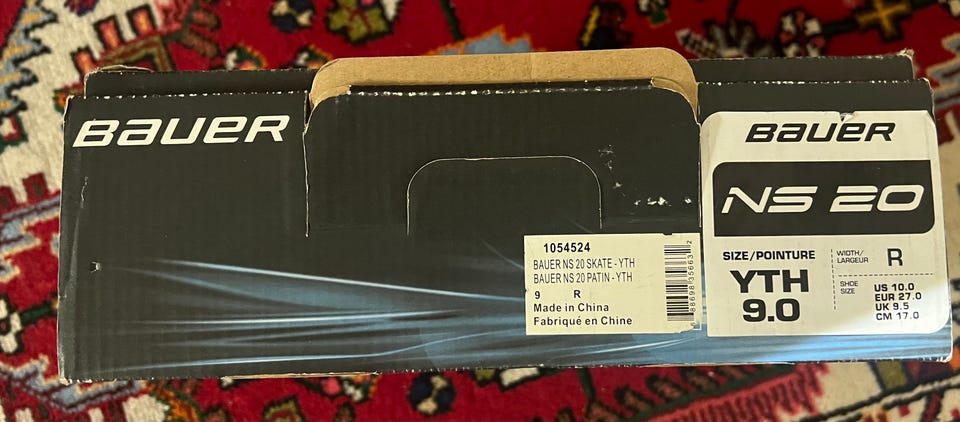 BAUER
1054524
BAUER NS 20 SKATE - YTH
BAUER NS 20 PATIN - YTH
9 R
Made in China
Fabriqué en Chine
BAUER
NS 20
SIZE/POINTURE
YTH
9.0
WIDTH/
LARGEUR
R
SHOE
SIZE
US 10.0
EUR 27.0
UK 9.5
CM 17.0